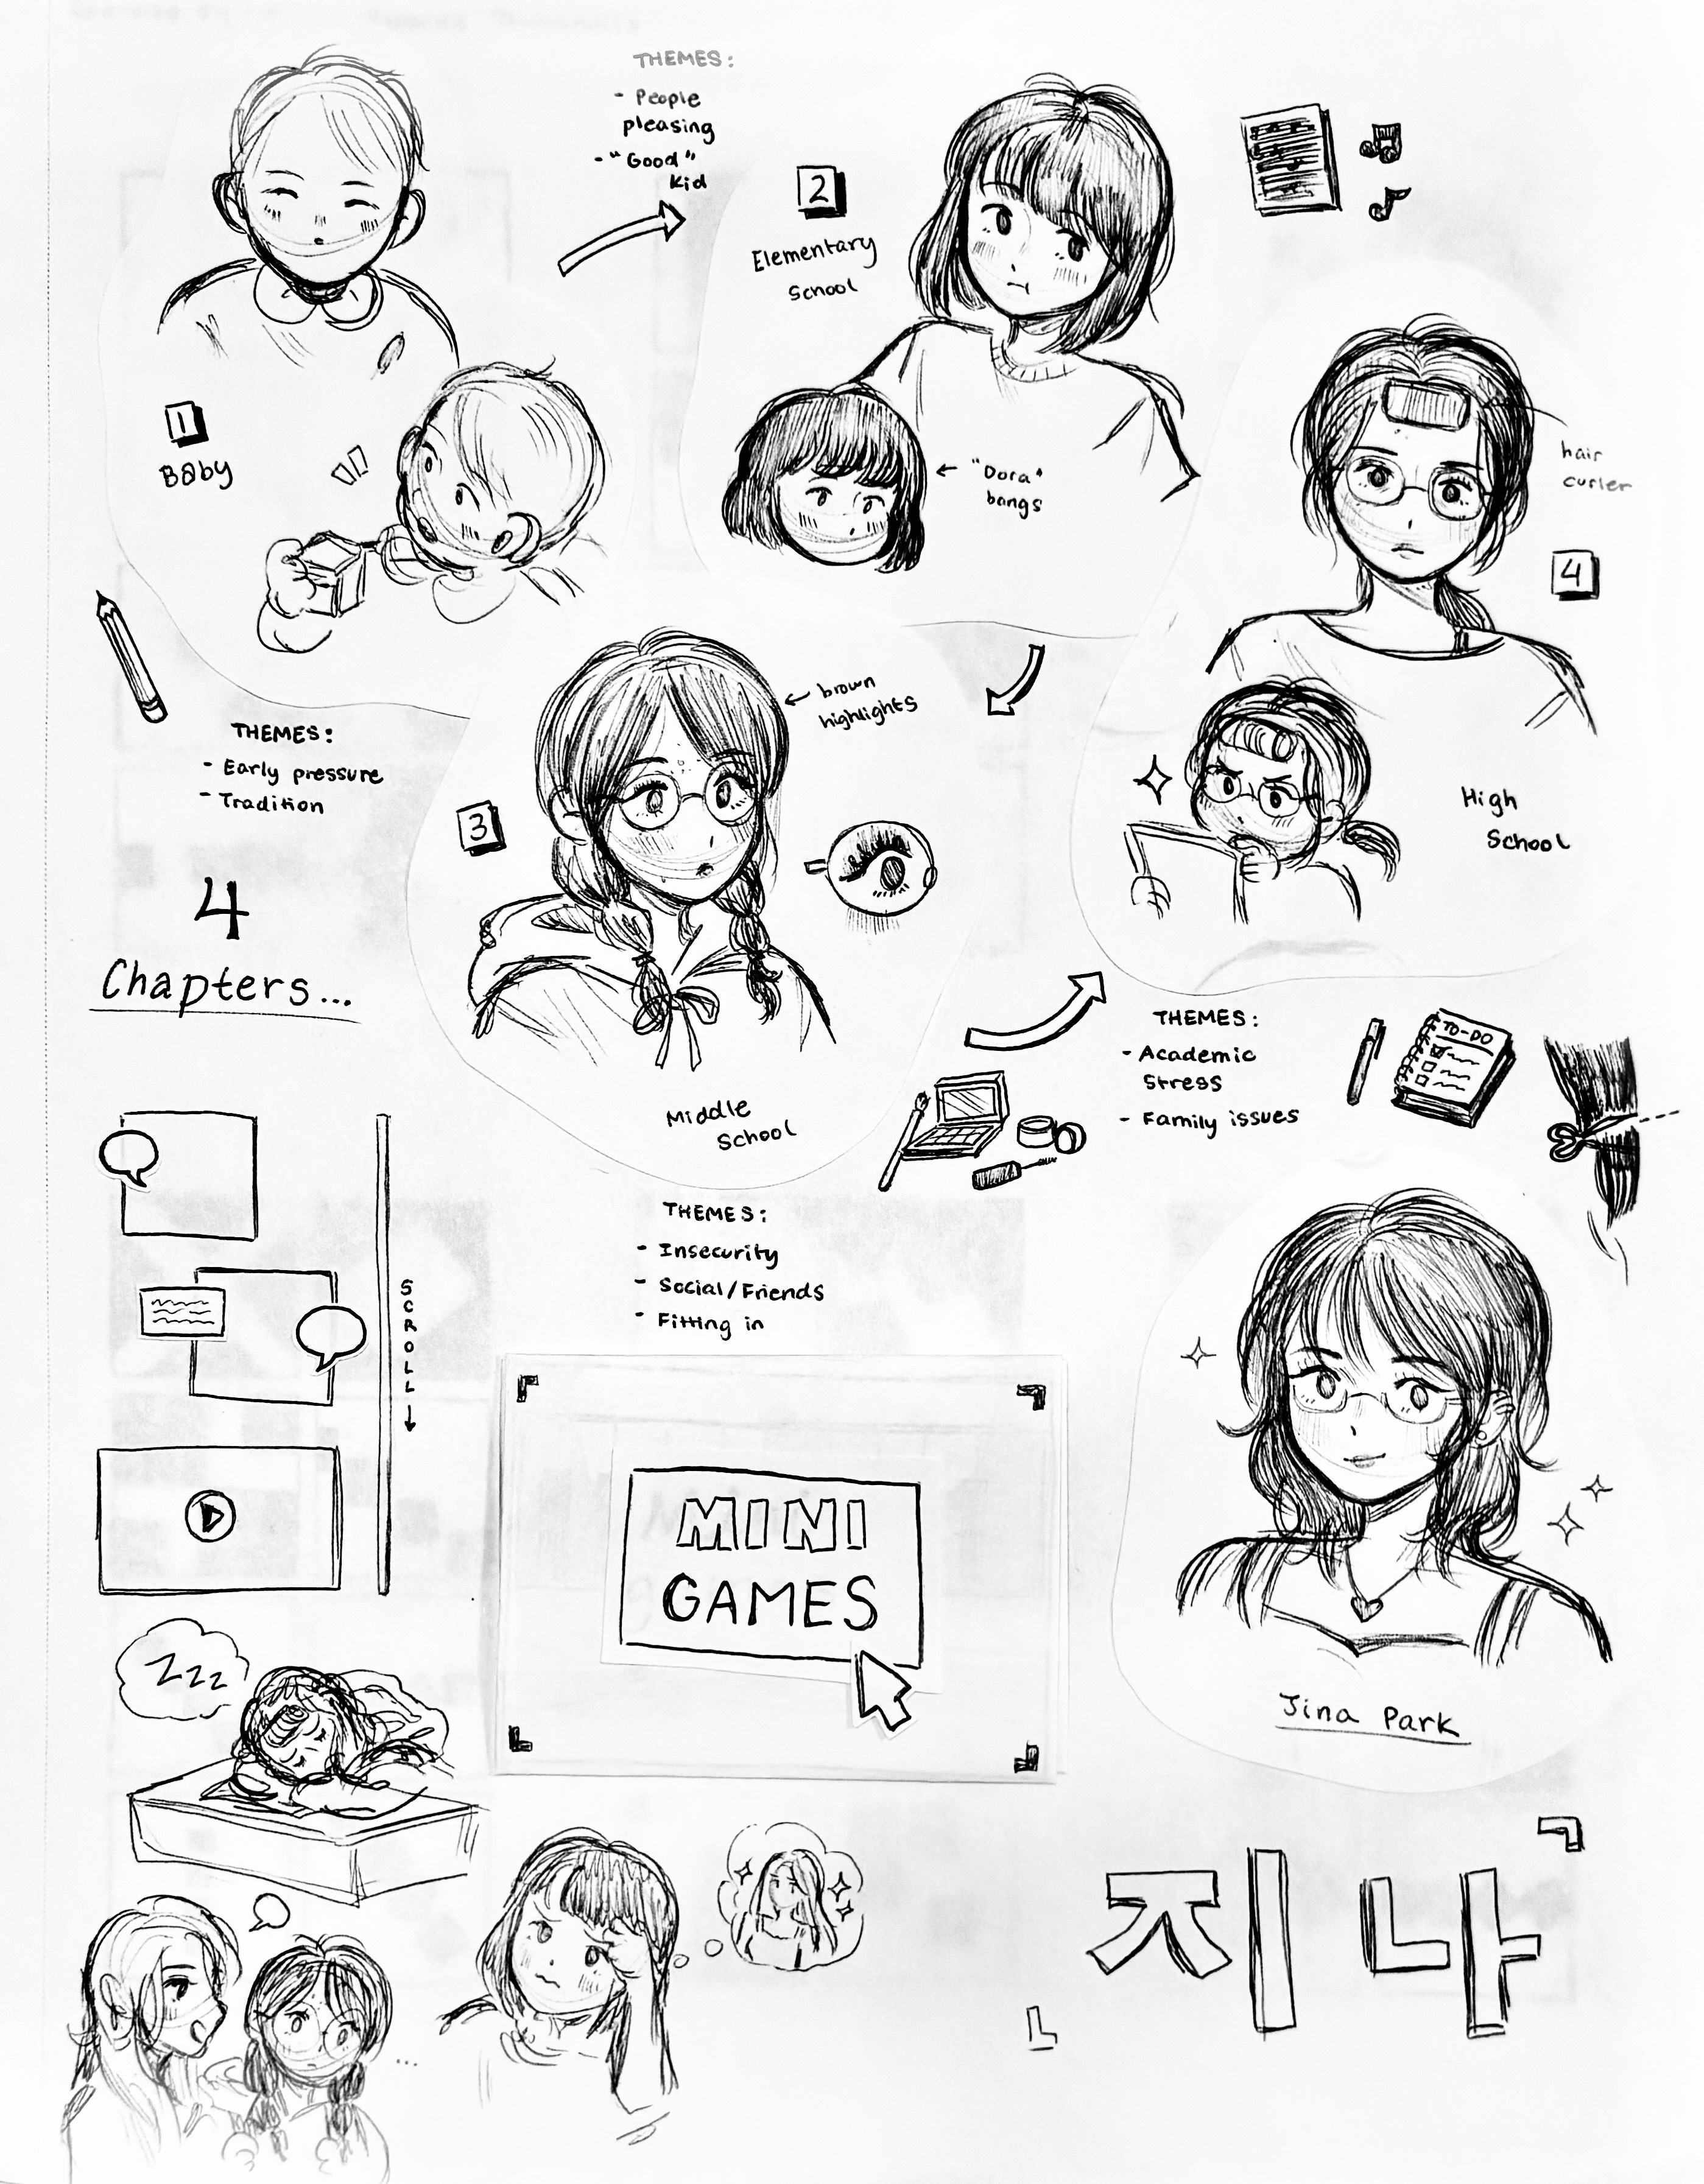 THEMES:
- People
pleasing
- "Good"
Kid
2
Elementary
School
1
Baby
"Dora"
bangs
hair
curler
4
High
School
THEMES:
- Early pressure
- Tradition
brown
highlights
3
Middle
School
4
Chapters...
THEMES:
- Academic
stress
- Family issues
TO-DO
THEMES:
- Insecurity
- Social/Friends
- Fitting in
SCROLL
MINI
GAMES
Jina Park
Zzz
...
지나